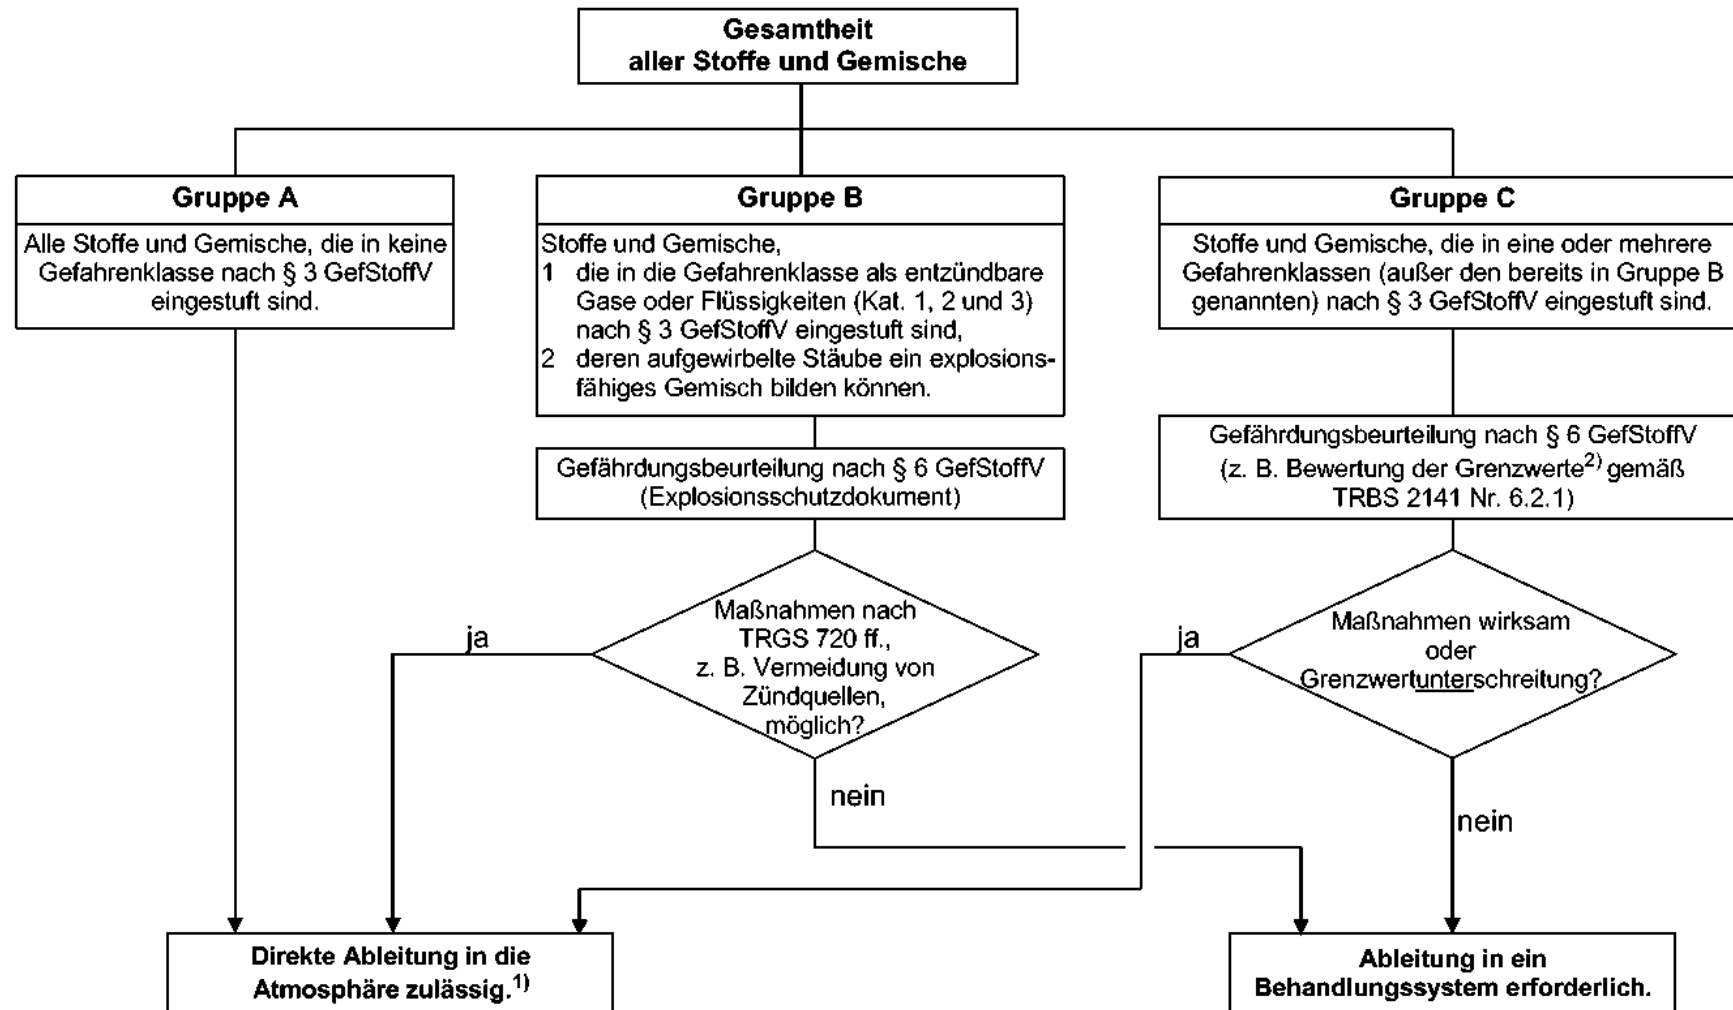 Gesamtheit
aller Stoffe und Gemische
Gruppe A
Alle Stoffe und Gemische, die in keine
Gefahrenklasse nach § 3 GefStoffV
eingestuft sind.
Gruppe B
Stoffe und Gemische,
1 die in die Gefahrenklasse als entzündbare
Gase oder Flüssigkeiten (Kat. 1, 2 und 3)
nach § 3 GefStoffV eingestuft sind,
2 deren aufgewirbelte Stäube ein explosions-
fähiges Gemisch bilden können.
Gruppe C
Stoffe und Gemische, die in eine oder mehrere
Gefahrenklassen (außer den bereits in Gruppe B
genannten) nach § 3 GefStoffV eingestuft sind.
Gefährdungsbeurteilung nach § 6 GefStoffV
(Explosionsschutzdokument)
Gefährdungsbeurteilung nach § 6 GefStoffV
(z. B. Bewertung der Grenzwerte2) gemäß
TRBS 2141 Nr. 6.2.1)
Maßnahmen nach
TRGS 720 ff.,
z. B. Vermeidung von
Zündquellen,
möglich?
ja
nein
Maßnahmen wirksam
oder
Grenzwertunterschreitung?
ja
nein
Direkte Ableitung in die
Atmosphäre zulässig.1)
Ableitung in ein
Behandlungssystem erforderlich.